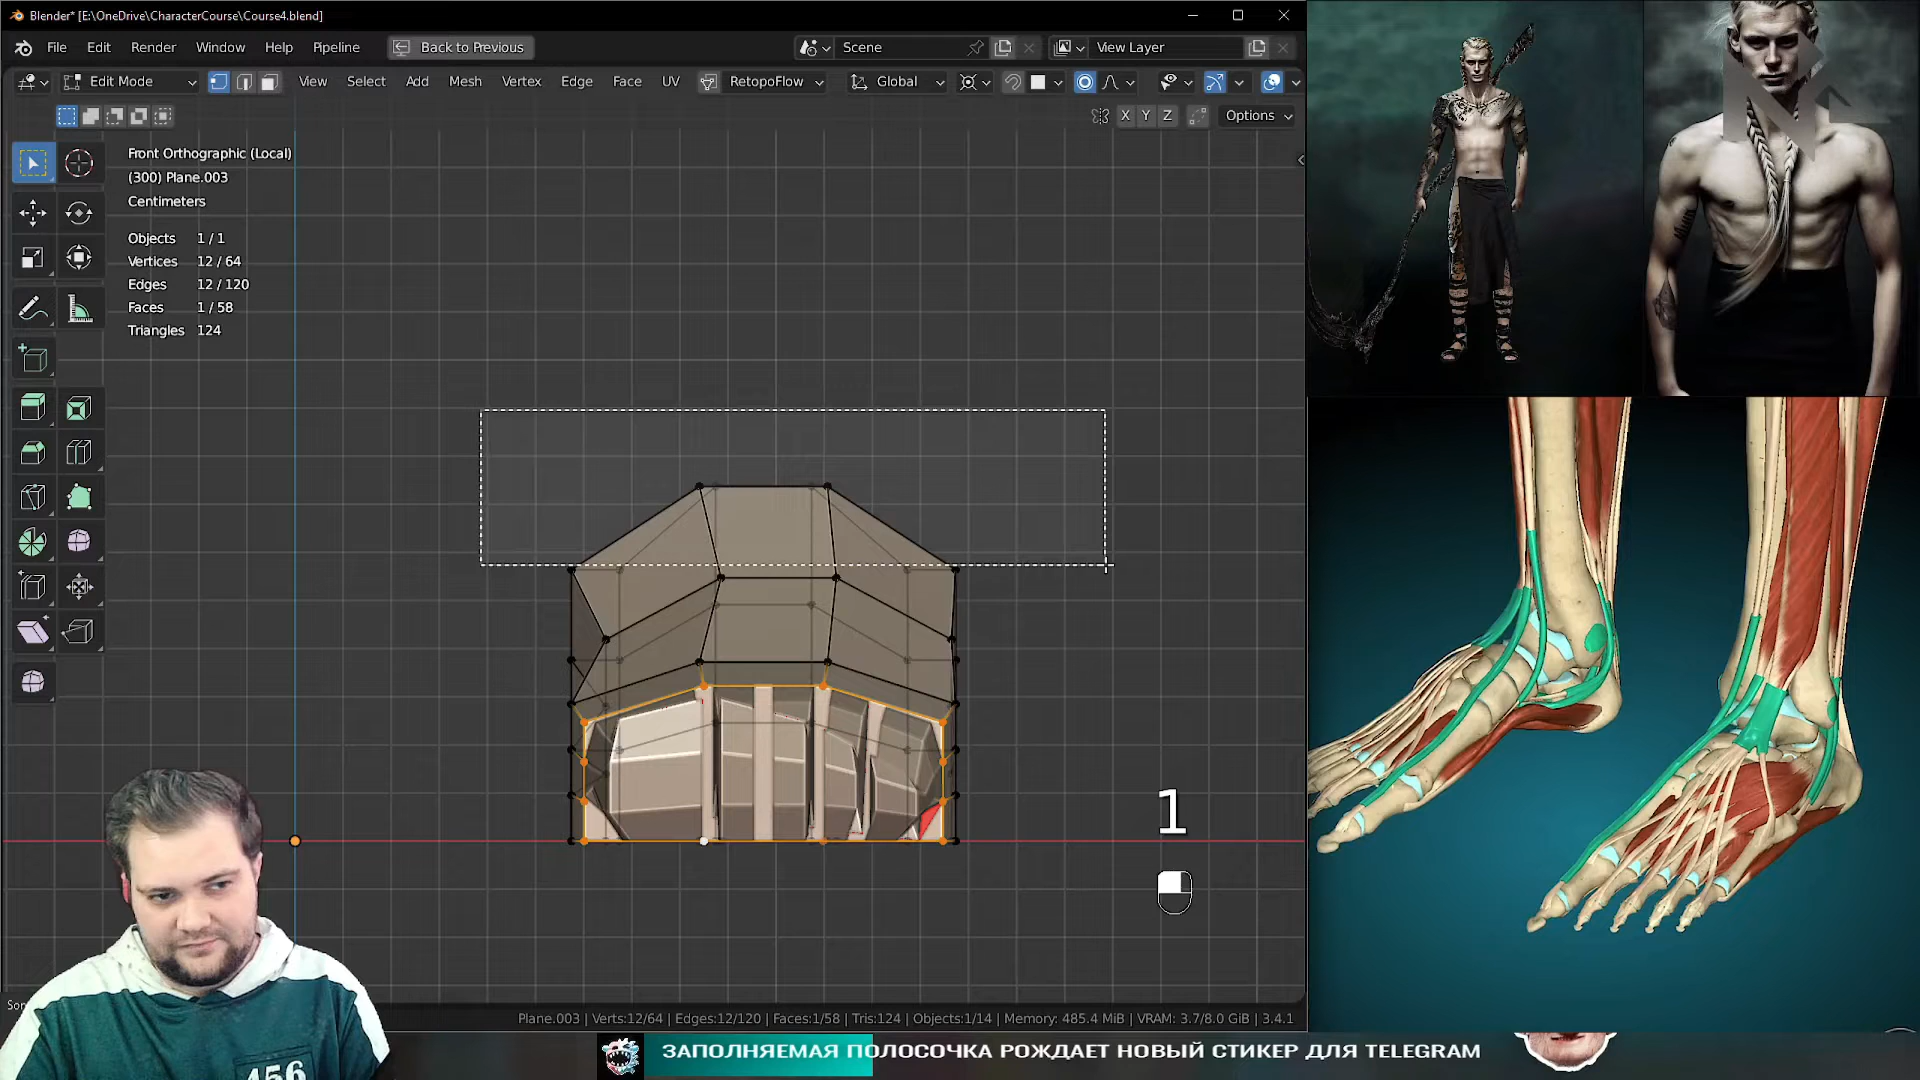 Blender* [E:\OneDrive\CharacterCourse\Course4.blend]
File Edit Render Window Help Pipeline Back to Previous Scene View Layer
Edit Mode View Select Add Mesh Vertex Edge Face UV RetopoFlow Global
X Y Z Options
Front Orthographic (Local)
(300) Plane.003
Centimeters
Objects 1 / 1
Vertices 12 / 64
Edges 12 / 120
Faces 1 / 58
Triangles 124
1
Plane.003 | Verts:12/64 | Edges:12/120 | Faces:1/58 | Tris:124 | Objects:1/14 | Memory: 485.4 MiB | VRAM: 3.7/8.0 GiB | 3.4.1
456
ЗАПОЛНЯЕМАЯ ПОЛОСОЧКА РОЖДАЕТ НОВЫЙ СТИКЕР ДЛЯ TELEGRAM